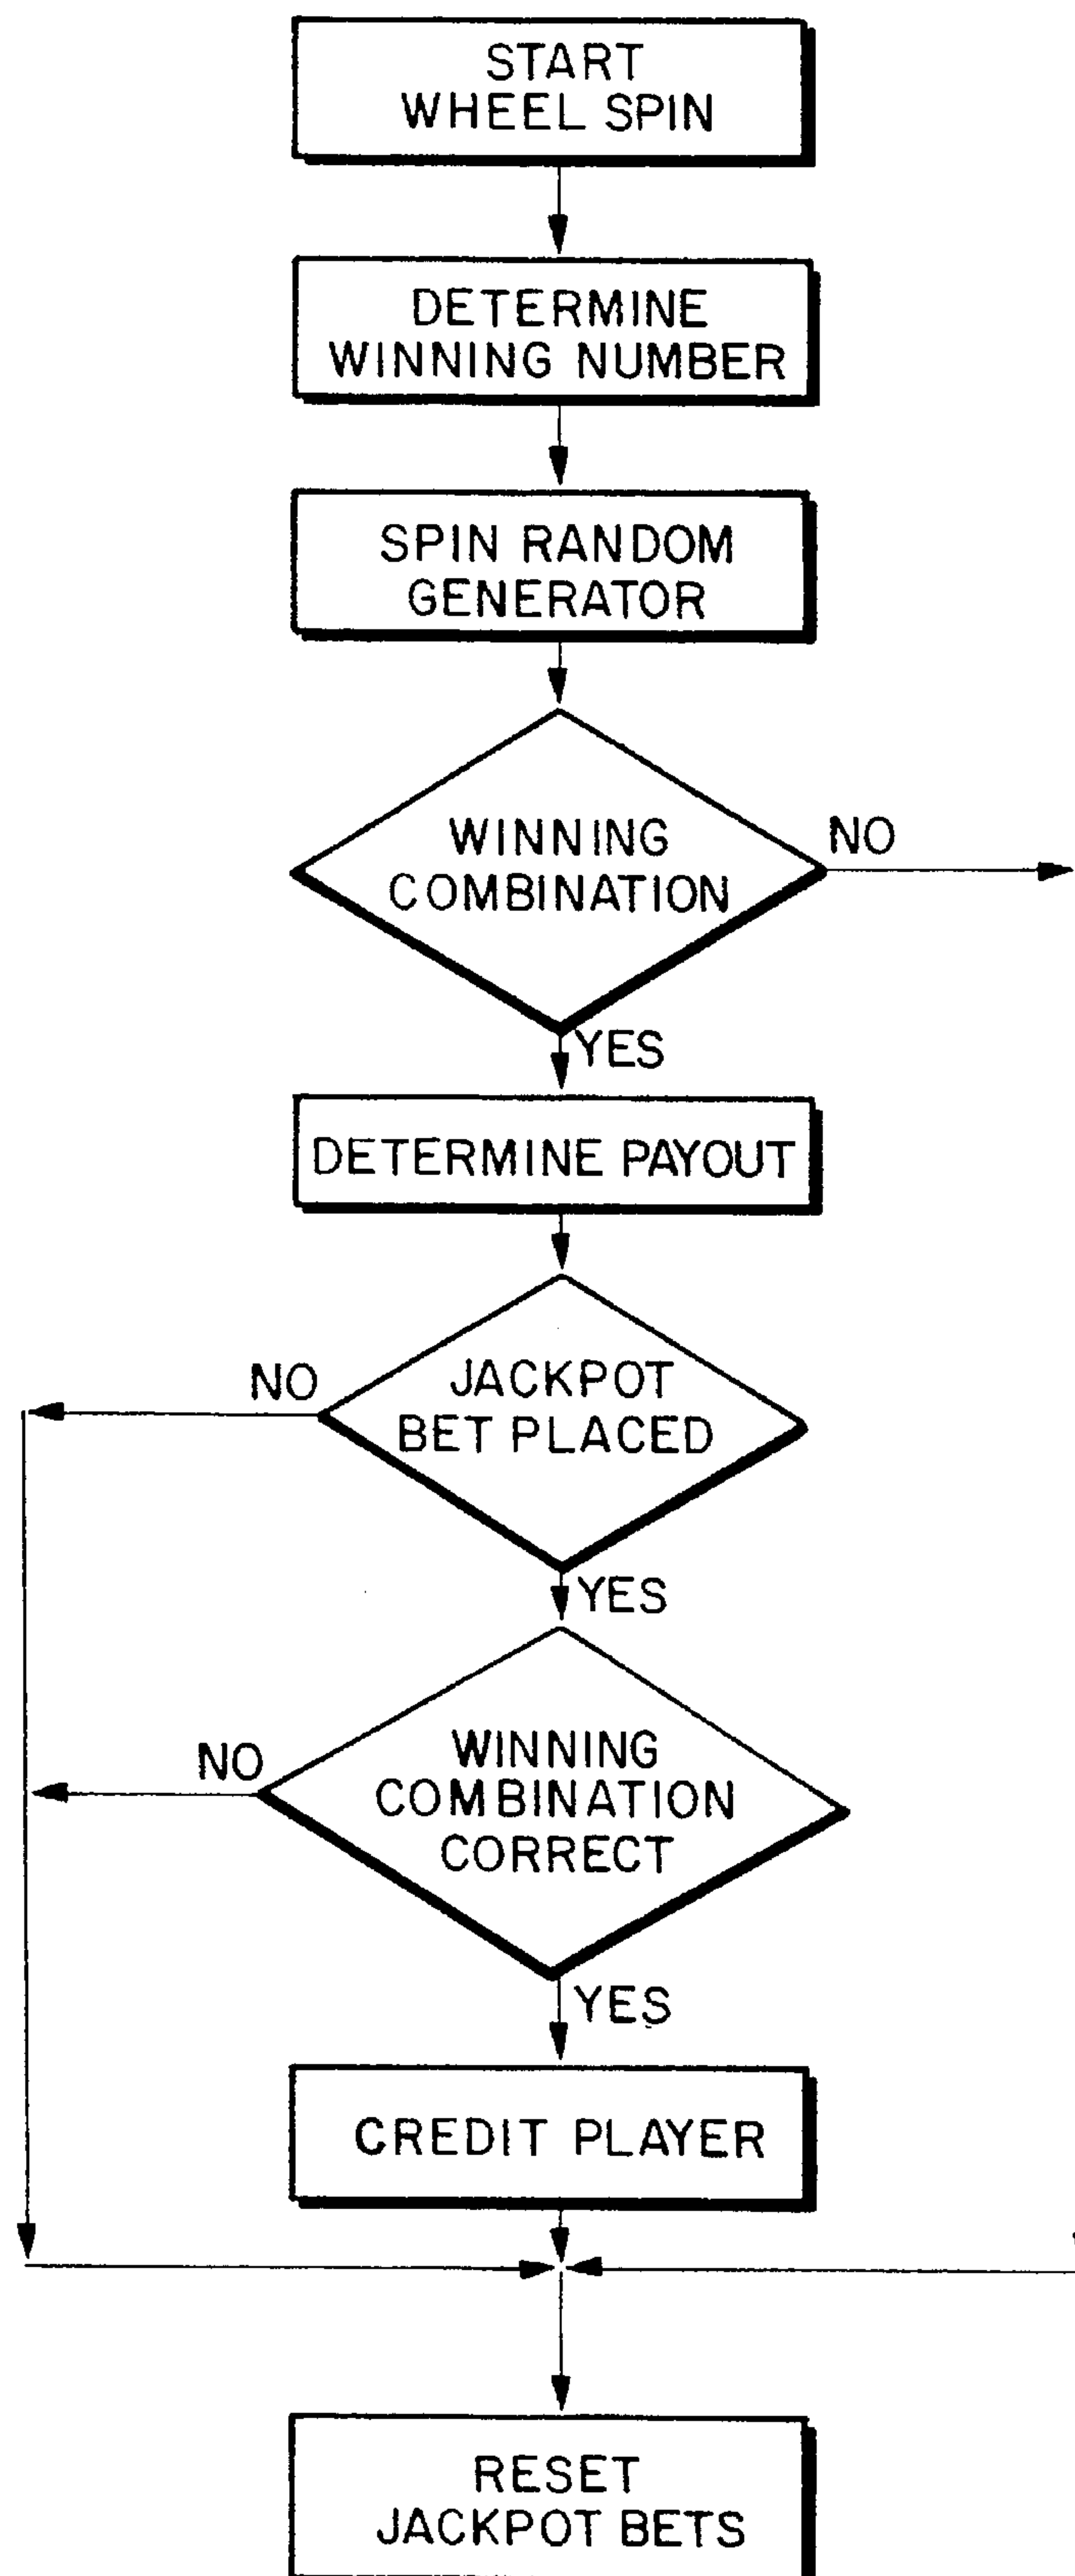 START
WHEEL SPIN
DETERMINE
WINNING NUMBER
SPIN RANDOM
GENERATOR
WINNING
COMBINATION
NO
YES
DETERMINE PAYOUT
NO
JACKPOT
BET PLACED
YES
NO
WINNING
COMBINATION
CORRECT
YES
CREDIT PLAYER
RESET
JACKPOT BETS